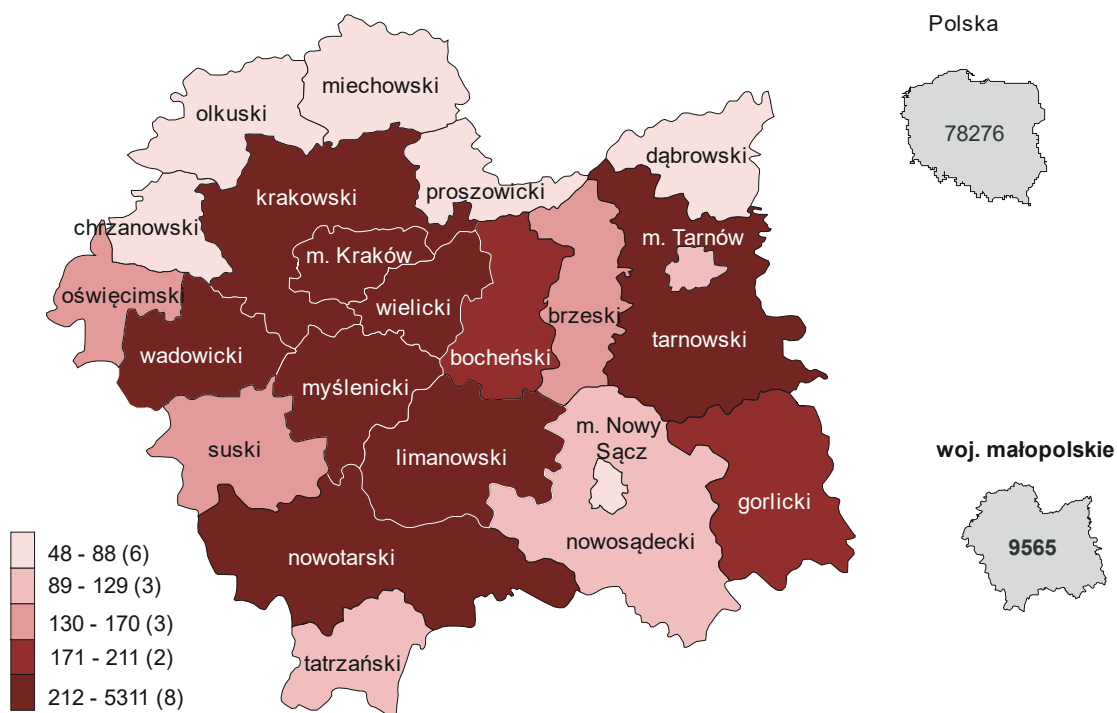 Polska
78276
miechowski
olkuski
dąbrowski
proszowicki
krakowski
chrzanowski
m. Tarnów
m. Kraków
oświęcimski
wielicki
brzeski
tarnowski
wadowicki
bocheński
myślenicki
m. Nowy
Sącz
suski
limanowski
woj. małopolskie
gorlicki
9565
nowosądecki
nowotarski
tatrzański
48 - 88 (6)
89 - 129 (3)
130 - 170 (3)
171 - 211 (2)
212 - 5311 (8)